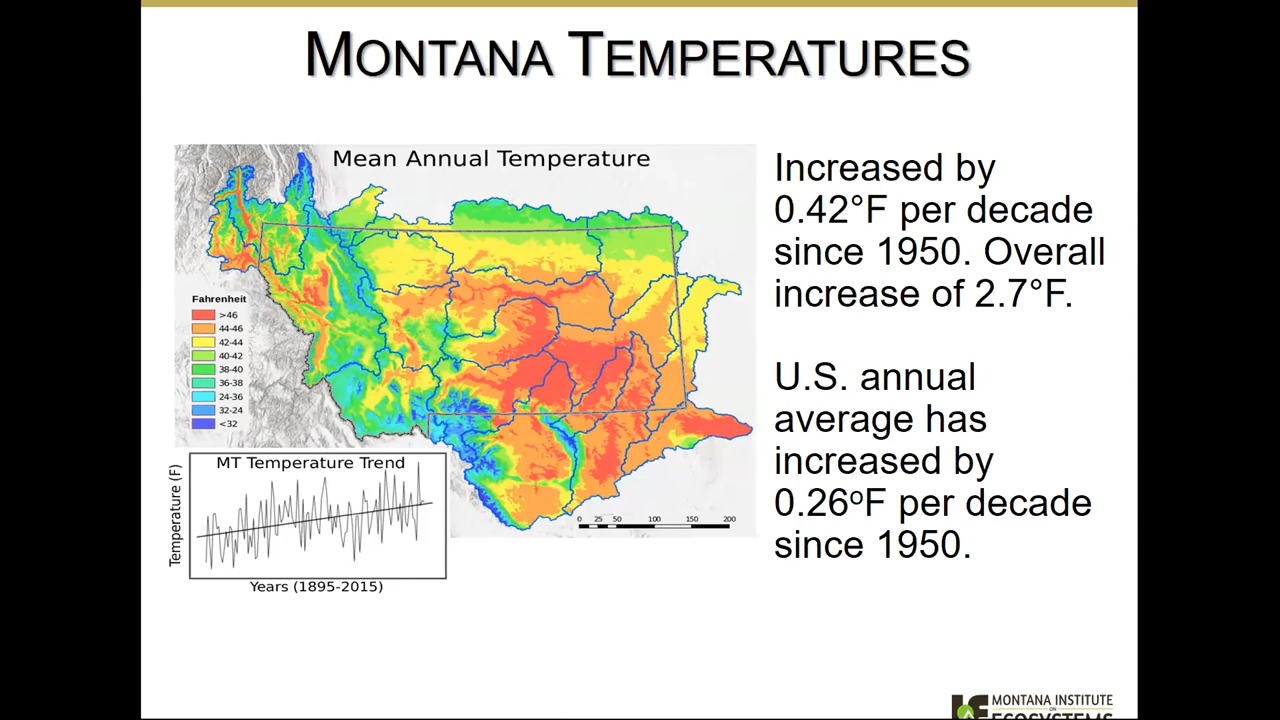 MONTANA TEMPERATURES
Mean Annual Temperature
Increased by
0.42°F per decade
since 1950. Overall
increase of 2.7°F.
U.S. annual
average has
increased by
0.26ºF per decade
since 1950.
Fahrenheit
>46
44-46
42-44
40-42
38-40
36-38
24-36
32-24
<32
0 25 50 100 150 200
MT Temperature Trend
Temperature (F)
Years (1895-2015)
MONTANA INSTITUTE
ON
ECOSYSTEMS